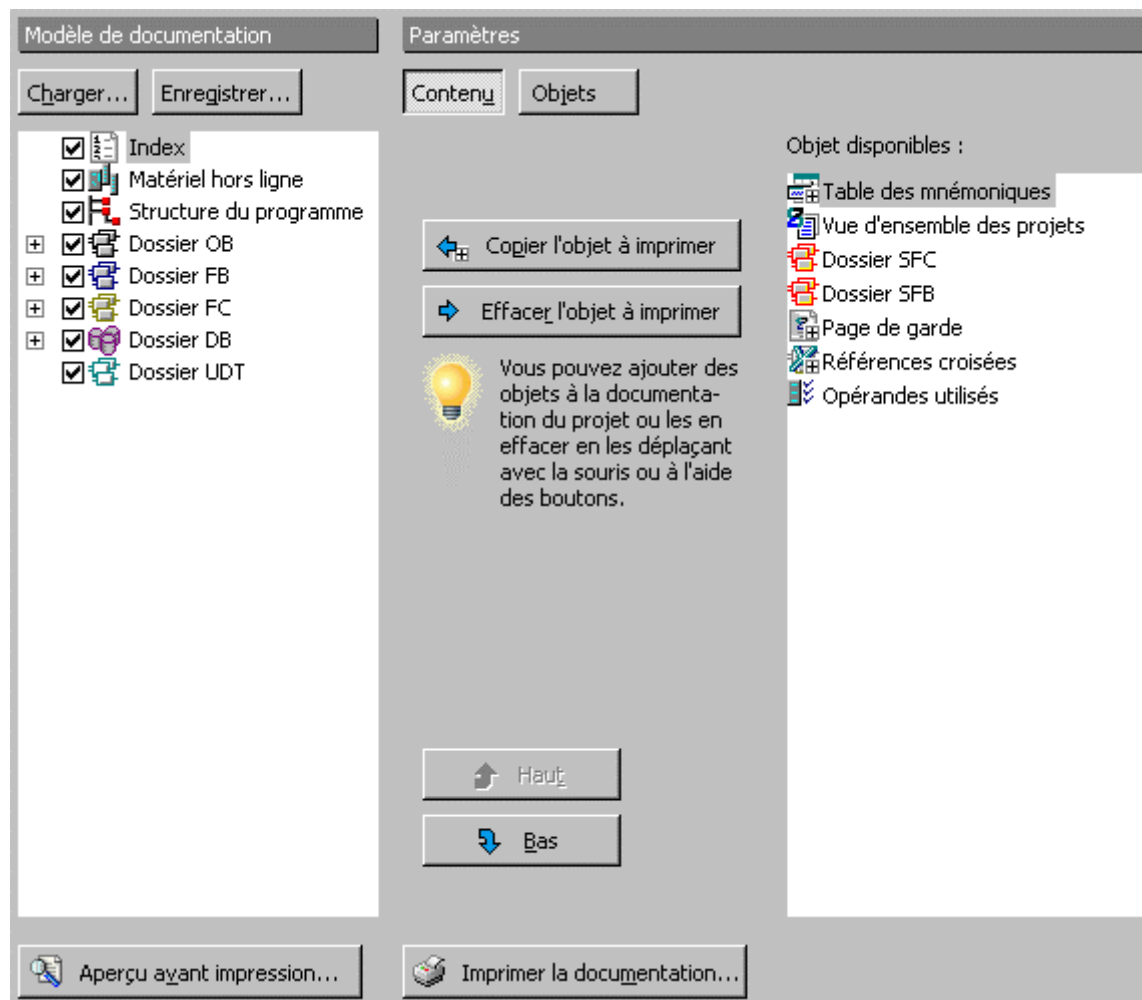 Modèle de documentation
Paramètres
Charger...
Enregistrer...
Contenu
Objets
Index
Matériel hors ligne
Structure du programme
Dossier OB
Dossier FB
Dossier FC
Dossier DB
Dossier UDT
Copier l'objet à imprimer
Effacer l'objet à imprimer
Vous pouvez ajouter des
objets à la documenta-
tion du projet ou les en
effacer en les déplaçant
avec la souris ou à l'aide
des boutons.
Haut
Bas
Objet disponibles :
Table des mnémoniques
Vue d'ensemble des projets
Dossier SFC
Dossier SFB
Page de garde
Références croisées
Opérandes utilisés
Aperçu avant impression...
Imprimer la documentation...